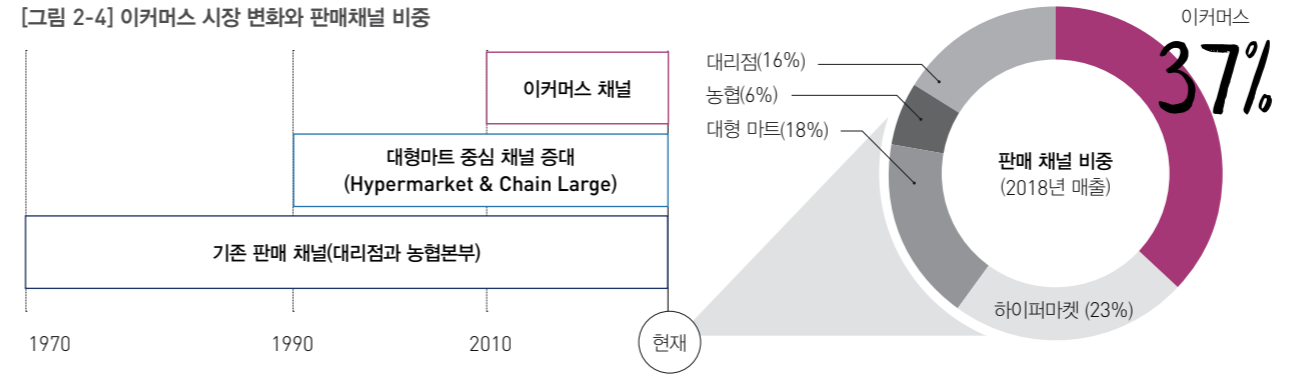 [그림 2-4] 이커머스 시장 변화와 판매채널 비중
이커머스 채널
대형마트 중심 채널 증대
(Hypermarket & Chain Large)
기존 판매 채널(대리점과 농협본부)
1970
1990
2010
현재
이커머스
37%
대리점(16%)
농협(6%)
대형 마트(18%)
판매 채널 비중
(2018년 매출)
하이퍼마켓 (23%)